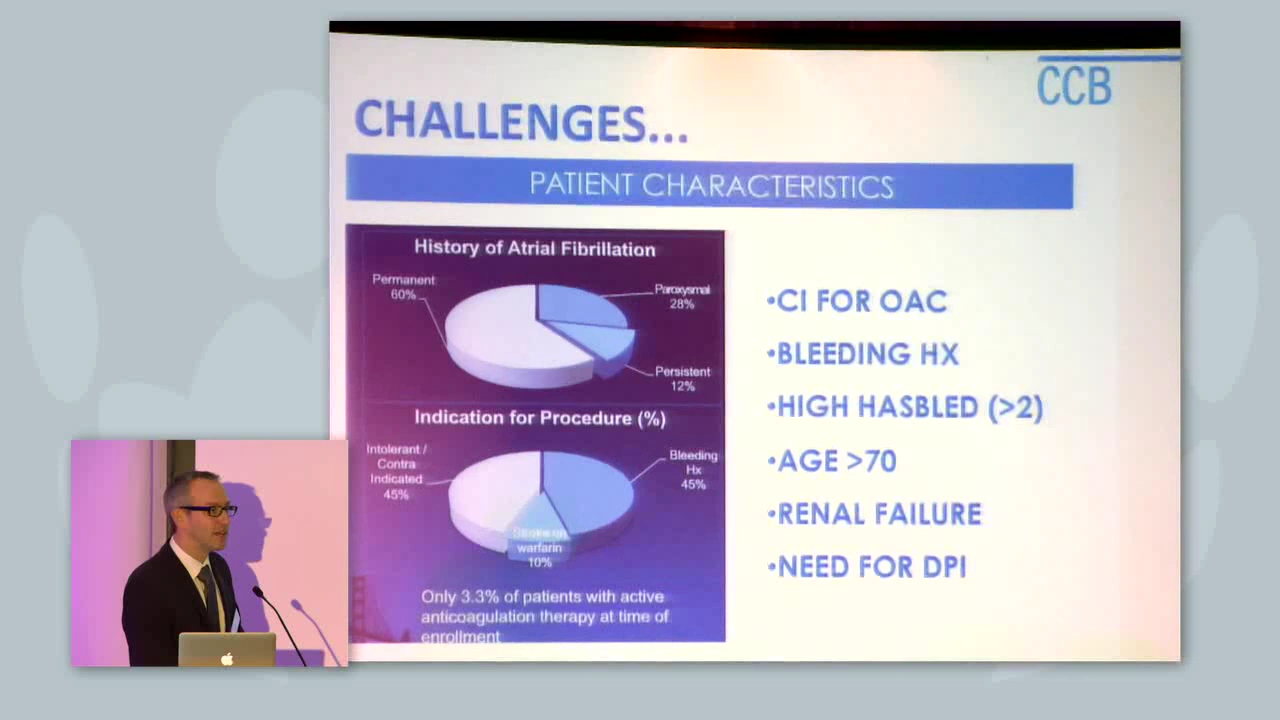 CCB
CHALLENGES...
PATIENT CHARACTERISTICS
History of Atrial Fibrillation
Permanent
60%
Paroxysmal
28%
Persistent
12%
Indication for Procedure (%)
Intolerant /
Contra
Indicated
45%
Bleeding
Hx
45%
Stroke on
warfarin
10%
Only 3.3% of patients with active
anticoagulation therapy at time of
enrollment
•CI FOR OAC
•BLEEDING HX
•HIGH HASBLED (>2)
•AGE >70
•RENAL FAILURE
•NEED FOR DPI